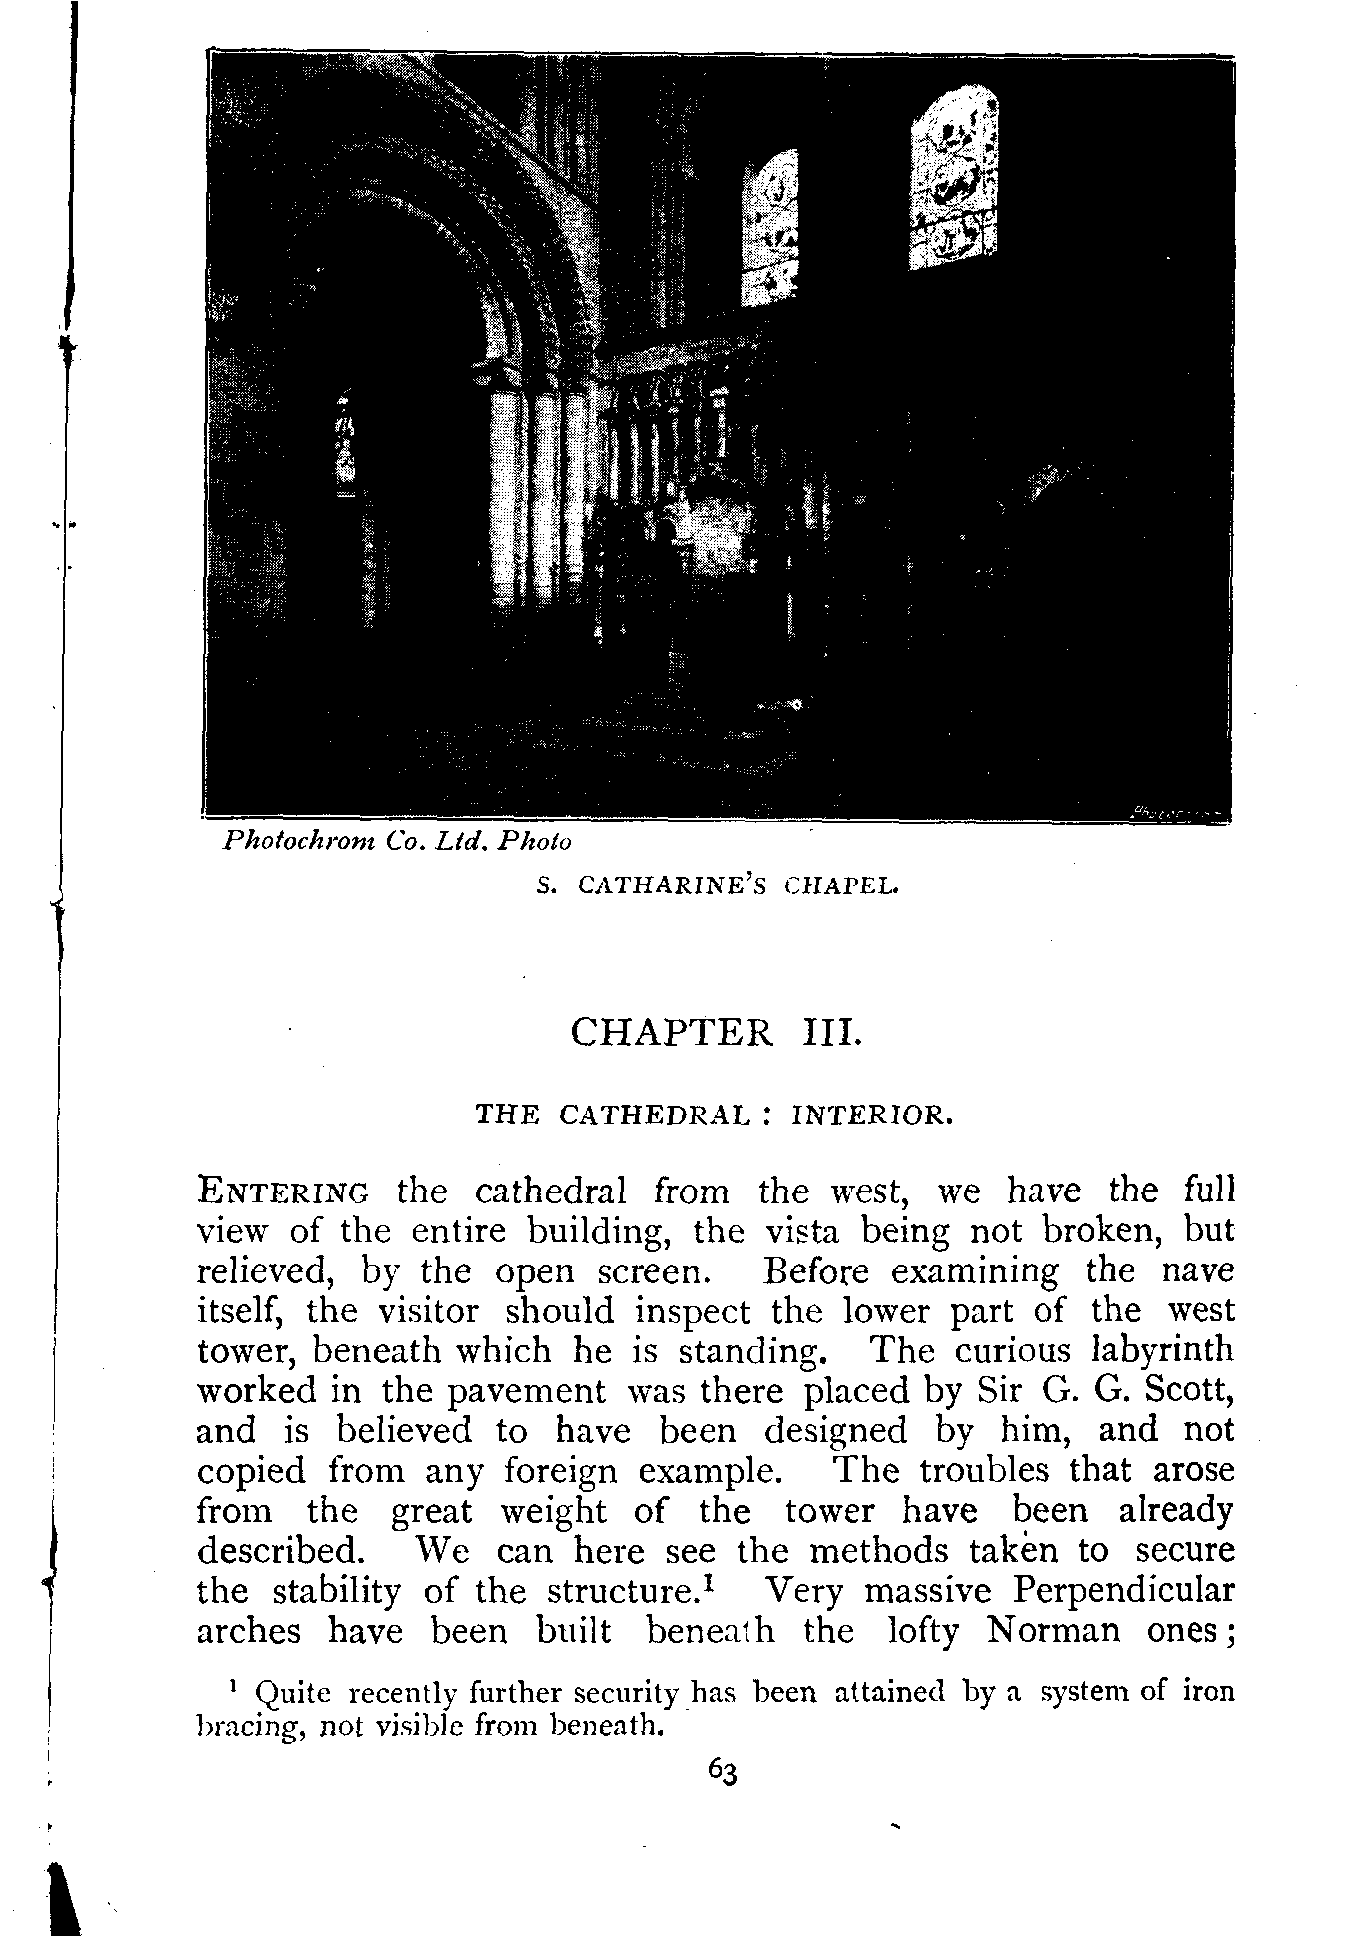 Photochrom Co. Ltd. Photo
S. CATHARINE'S CHAPEL.
CHAPTER III.
THE CATHEDRAL : INTERIOR.
ENTERING the cathedral from the west, we have the full
view of the entire building, the vista being not broken, but
relieved, by the open screen. Before examining the nave
itself, the visitor should inspect the lower part of the west
tower, beneath which he is standing. The curious labyrinth
worked in the pavement was there placed by Sir G. G. Scott,
and is believed to have been designed by him, and not
copied from any foreign example. The troubles that arose
from the great weight of the tower have been already
described. We can here see the methods taken to secure
the stability of the structure.¹ Very massive Perpendicular
arches have been built beneath the lofty Norman ones;
¹ Quite recently further security has been attained by a system of iron
bracing, not visible from beneath.
63